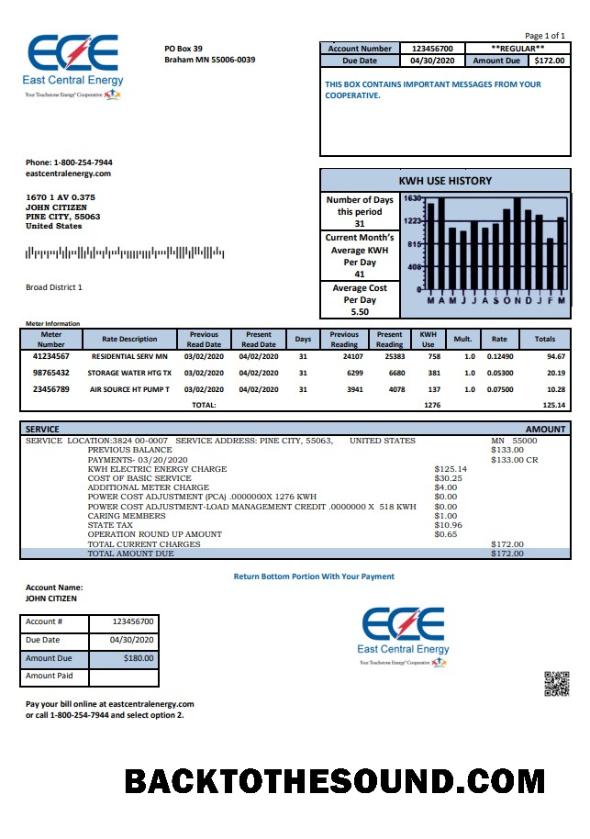 Page 1 of 1
ECE
East Central Energy
Your Touchstone Energy® Cooperative
PO Box 39
Braham MN 55006-0039
Account Number 123456700 **REGULAR**
Due Date 04/30/2020 Amount Due $172.00
THIS BOX CONTAINS IMPORTANT MESSAGES FROM YOUR
COOPERATIVE.
Phone: 1-800-254-7944
eastcentralenergy.com
1670 1 AV 0.375
JOHN CITIZEN
PINE CITY, 55063
United States
Broad District 1
KWH USE HISTORY
Number of Days
this period
31
Current Month's
Average KWH
Per Day
41
Average Cost
Per Day
5.50
1630
1223
815
408
0
M A M J J A S O N D J F M
Meter Information
Meter Number Rate Description Previous Read Date Present Read Date Days Previous Reading Present Reading KWH Use Mult. Rate Totals
41234567 RESIDENTIAL SERV MN 03/02/2020 04/02/2020 31 24107 25383 758 1.0 0.12490 94.67
98765432 STORAGE WATER HTG TX 03/02/2020 04/02/2020 31 6299 6680 381 1.0 0.05300 20.19
23456789 AIR SOURCE HT PUMP T 03/02/2020 04/02/2020 31 3941 4078 137 1.0 0.07500 10.28
TOTAL: 1276 125.14
SERVICE AMOUNT
SERVICE LOCATION:3824 00-0007 SERVICE ADDRESS: PINE CITY, 55063, UNITED STATES MN 55000
PREVIOUS BALANCE $133.00
PAYMENTS- 03/20/2020 $133.00 CR
KWH ELECTRIC ENERGY CHARGE $125.14
COST OF BASIC SERVICE $30.25
ADDITIONAL METER CHARGE $4.00
POWER COST ADJUSTMENT (PCA) .0000000X 1276 KWH $0.00
POWER COST ADJUSTMENT-LOAD MANAGEMENT CREDIT .0000000 X 518 KWH $0.00
CARING MEMBERS $1.00
STATE TAX $10.96
OPERATION ROUND UP AMOUNT $0.65
TOTAL CURRENT CHARGES $172.00
TOTAL AMOUNT DUE $172.00
Return Bottom Portion With Your Payment
Account Name:
JOHN CITIZEN
Account # 123456700
Due Date 04/30/2020
Amount Due $180.00
Amount Paid
ECE
East Central Energy
Your Touchstone Energy® Cooperative
Pay your bill online at eastcentralenergy.com
or call 1-800-254-7944 and select option 2.
BACKTOTHESOUND.COM